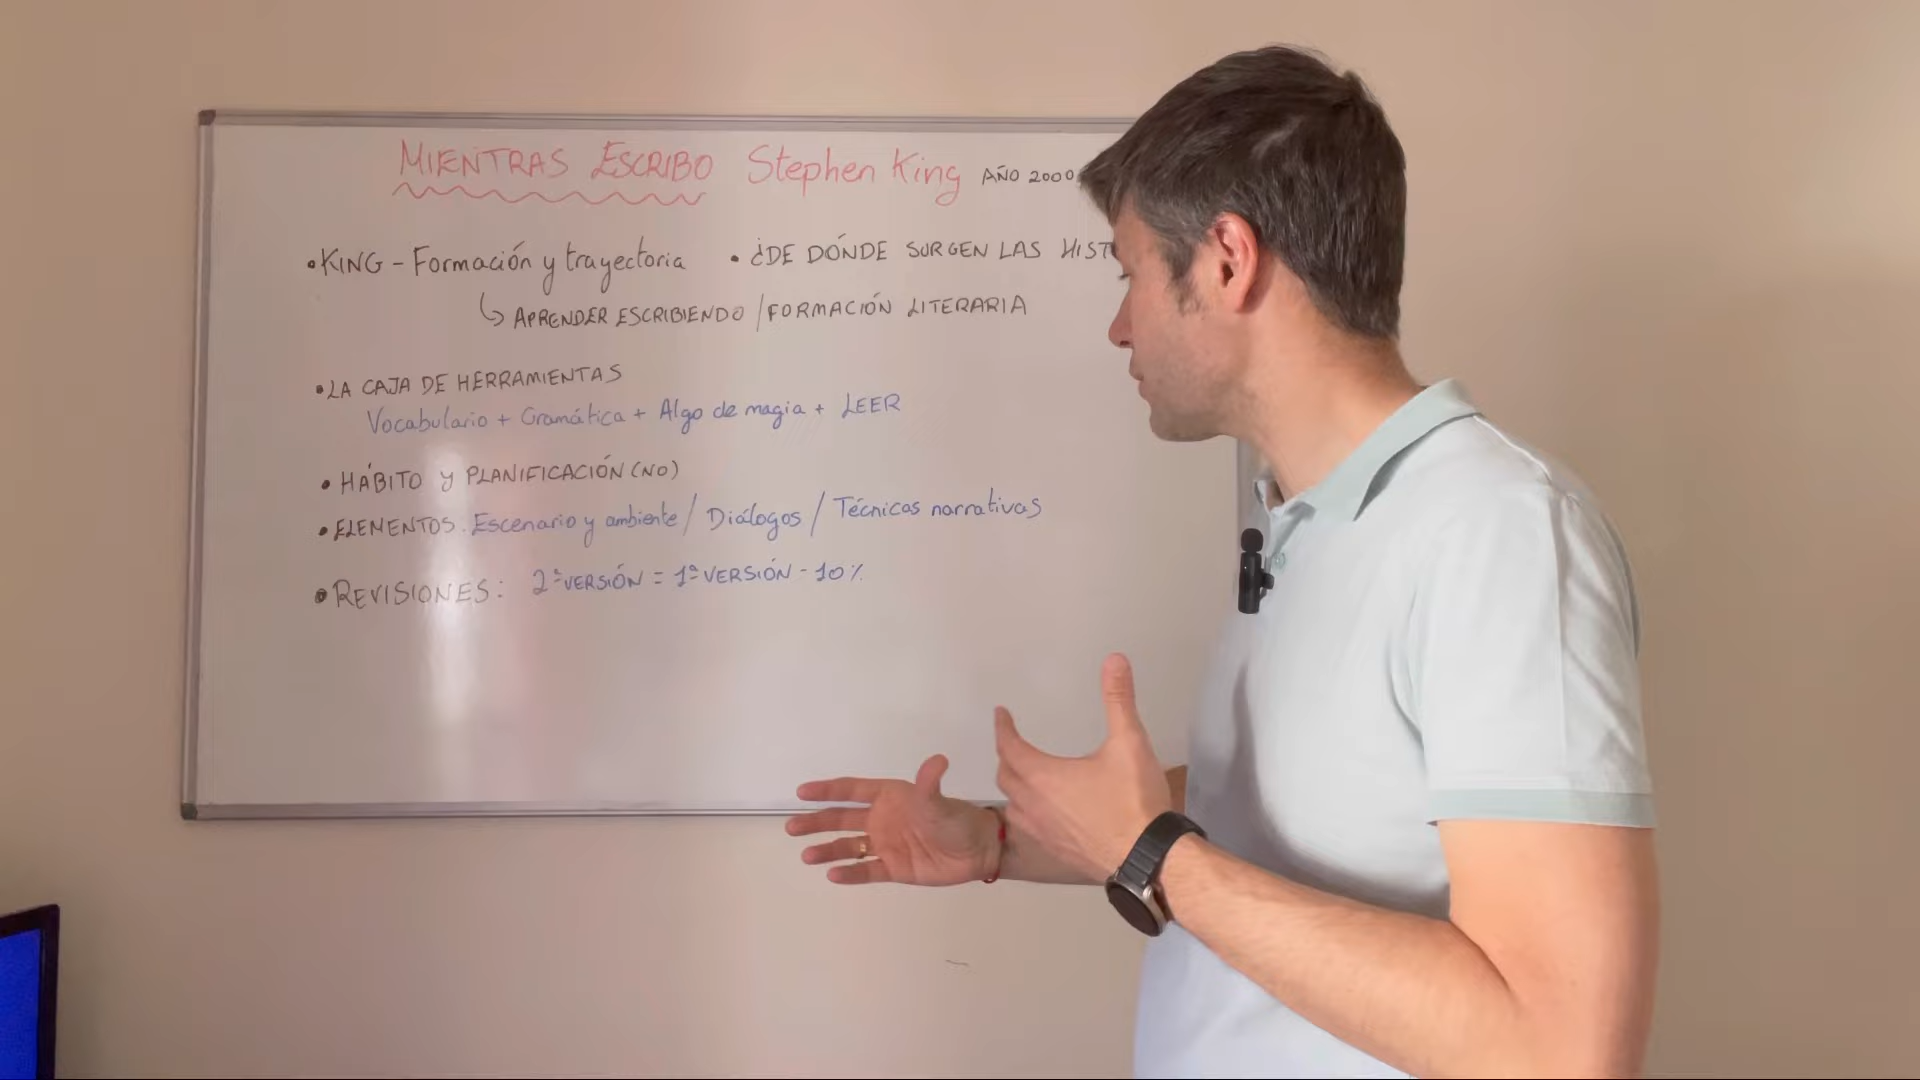 MIENTRAS ESCRIBO Stephen King AÑO 2000
• KING - Formación y trayectoria • ¿DE DÓNDE SURGEN LAS
↳ APRENDER ESCRIBIENDO / FORMACIÓN LITERARIA
• LA CAJA DE HERRAMIENTAS
Vocabulario + Gramática + Algo de magia + LEER
• HÁBITO y PLANIFICACIÓN (NO)
• ELEMENTOS: Escenario y ambiente / Diálogos / Técnicas narrativas
• REVISIONES: 2ª VERSIÓN = 1ª VERSIÓN - 10%